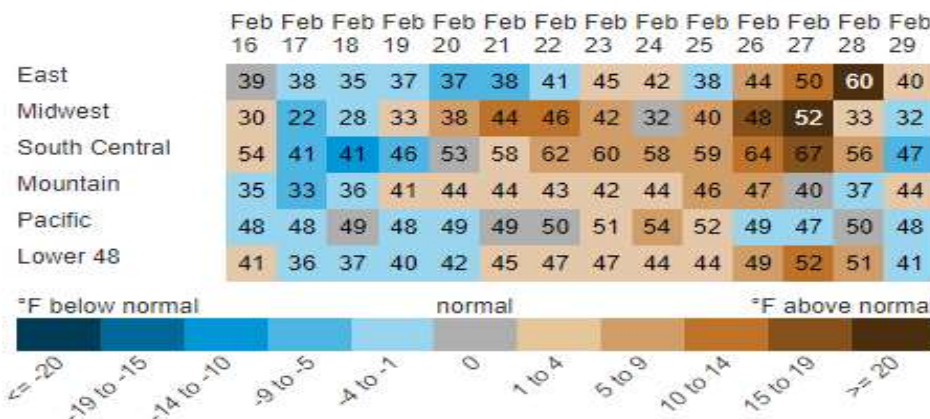 Feb Feb Feb Feb Feb Feb Feb Feb Feb Feb Feb Feb Feb Feb
16 17 18 19 20 21 22 23 24 25 26 27 28 29
East 39 38 35 37 37 38 41 45 42 38 44 50 60 40
Midwest 30 22 28 33 38 44 46 42 32 40 48 52 33 32
South Central 54 41 41 46 53 58 62 60 58 59 64 67 56 47
Mountain 35 33 36 41 44 44 43 42 44 46 47 40 37 44
Pacific 48 48 49 48 49 49 50 51 54 52 49 47 50 48
Lower 48 41 36 37 40 42 45 47 47 44 44 49 52 51 41
°F below normal normal °F above normal
<= -20 -19 to -15 -14 to -10 -9 to -5 -4 to -1 0 1 to 4 5 to 9 10 to 14 15 to 19 >= 20